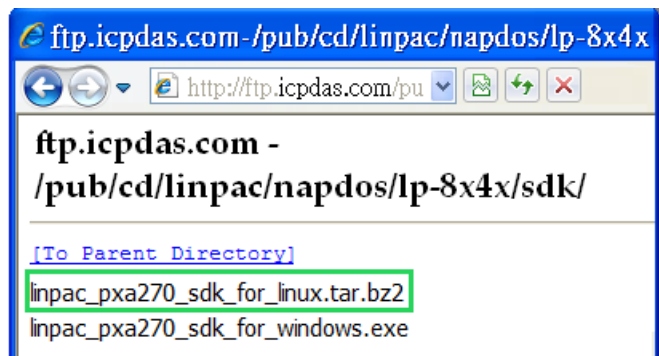 ftp.icpdas.com-/pub/cd/linpac/napdos/lp-8x4x
http://ftp.icpdas.com/pu
ftp.icpdas.com -
/pub/cd/linpac/napdos/lp-8x4x/sdk/
[To Parent Directory]
linpac_pxa270_sdk_for_linux.tar.bz2
linpac_pxa270_sdk_for_windows.exe